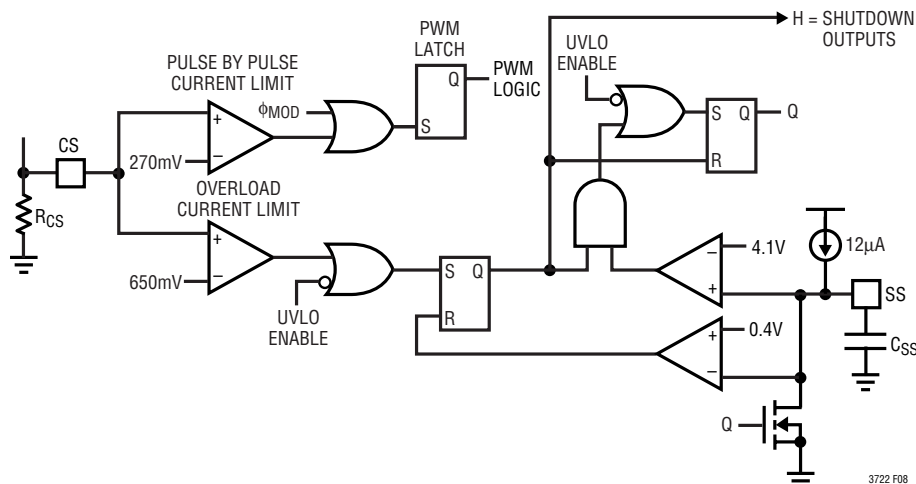 H = SHUTDOWN
OUTPUTS
PWM
LATCH
UVLO
ENABLE
PULSE BY PULSE
CURRENT LIMIT
Q
PWM
LOGIC
ϕMOD
S
S Q
Q
R
CS
+
–
270mV
OVERLOAD
CURRENT LIMIT
RCS
+
–
650mV
UVLO
ENABLE
S Q
R
–
4.1V
+
12µA
SS
+
0.4V
–
CSS
Q
3722 F08